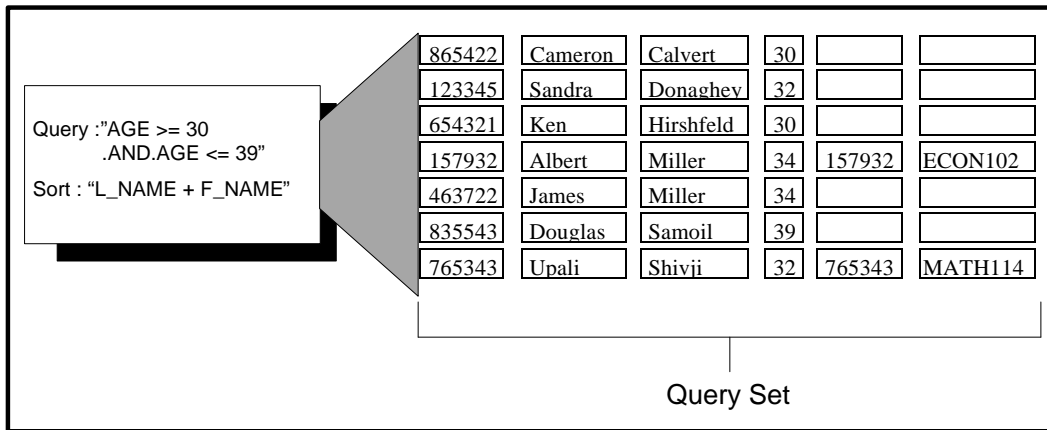 Query :"AGE >= 30
.AND.AGE <= 39”
Sort : “L_NAME + F_NAME”
865422 Cameron Calvert 30
123345 Sandra Donaghey 32
654321 Ken Hirshfeld 30
157932 Albert Miller 34 157932 ECON102
463722 James Miller 34
835543 Douglas Samoil 39
765343 Upali Shivji 32 765343 MATH114
Query Set